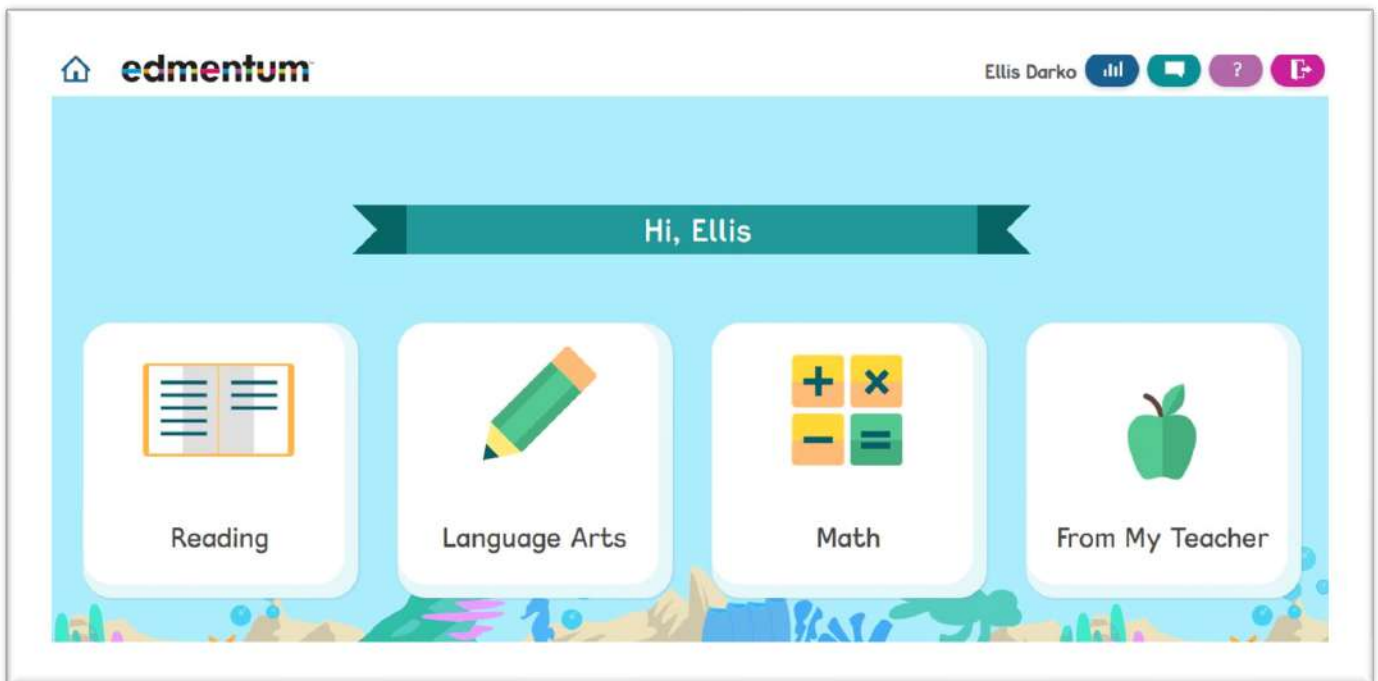 edmentum
Ellis Darko
?
Hi, Ellis
Reading
Language Arts
Math
From My Teacher